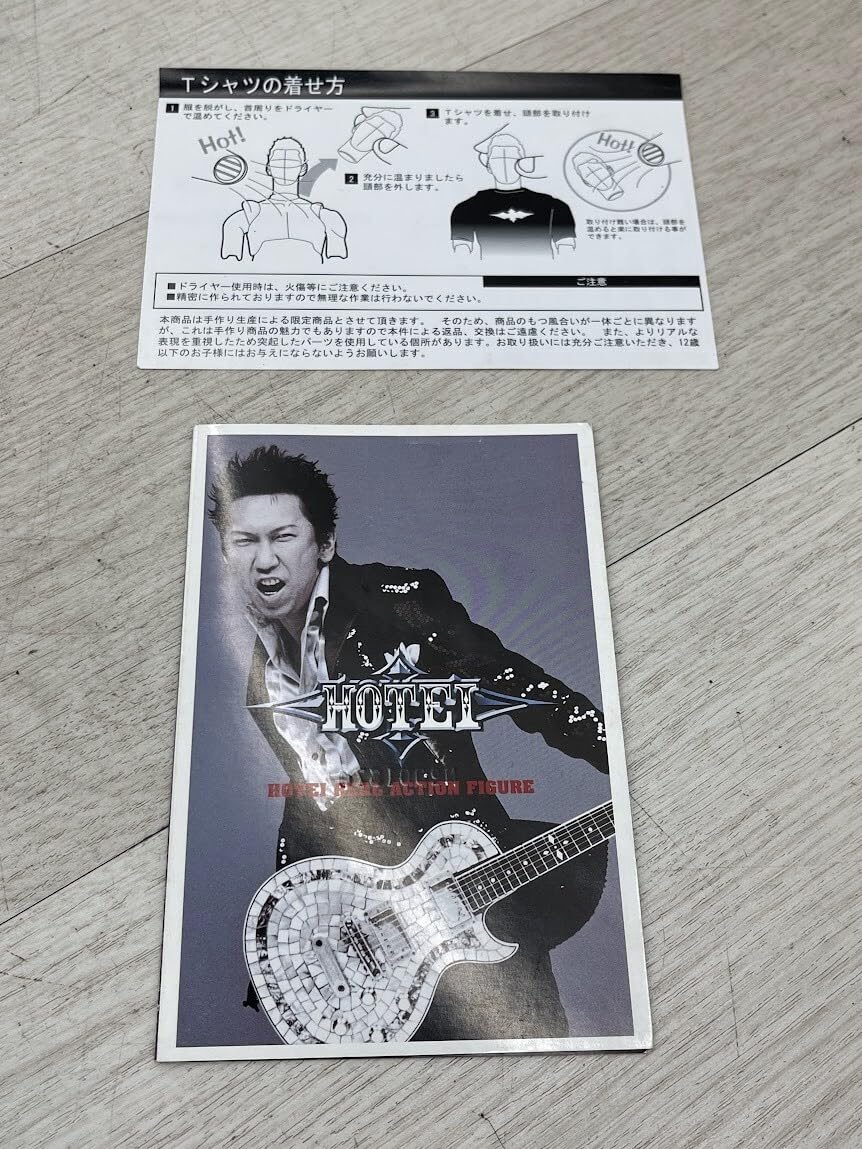 Tシャツの着せ方
1 服を脱がし、首周りをドライヤー
で温めてください。
Hot!
2 充分に温まりましたら
頭部を外します。
3 Tシャツを着せ、頭部を取り付け
ます。
Hot!
取り付け難い場合は、頭部を
温めると楽に取り付ける事が
できます。
ご注意
■ドライヤー使用時は、火傷等にご注意ください。
■精密に作られておりますので無理な作業は行わないでください。
本商品は手作り生産による限定商品とさせて頂きます。 そのため、商品のもつ風合いが一体ごとに異なります
が、これは手作り商品の魅力でもありますので本件による返品、交換はご遠慮ください。 また、よりリアルな
表現を重視したため突起したパーツを使用している個所があります。お取り扱いには充分ご注意いただき、12歳
以下のお子様にはお与えにならないようお願いします。
HOTEI
HOTEI REAL ACTION FIGURE